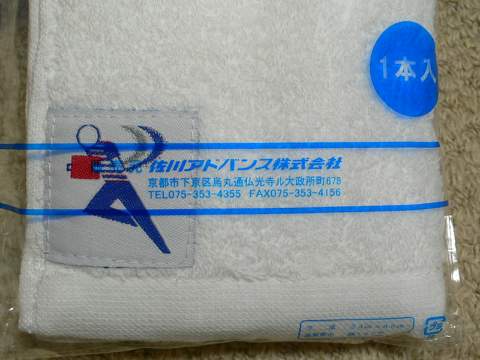 1本入
佐川アドバンス株式会社
京都市下京区烏丸通仏光寺ル大政所町678
TEL075-353-4355 FAX075-353-4156